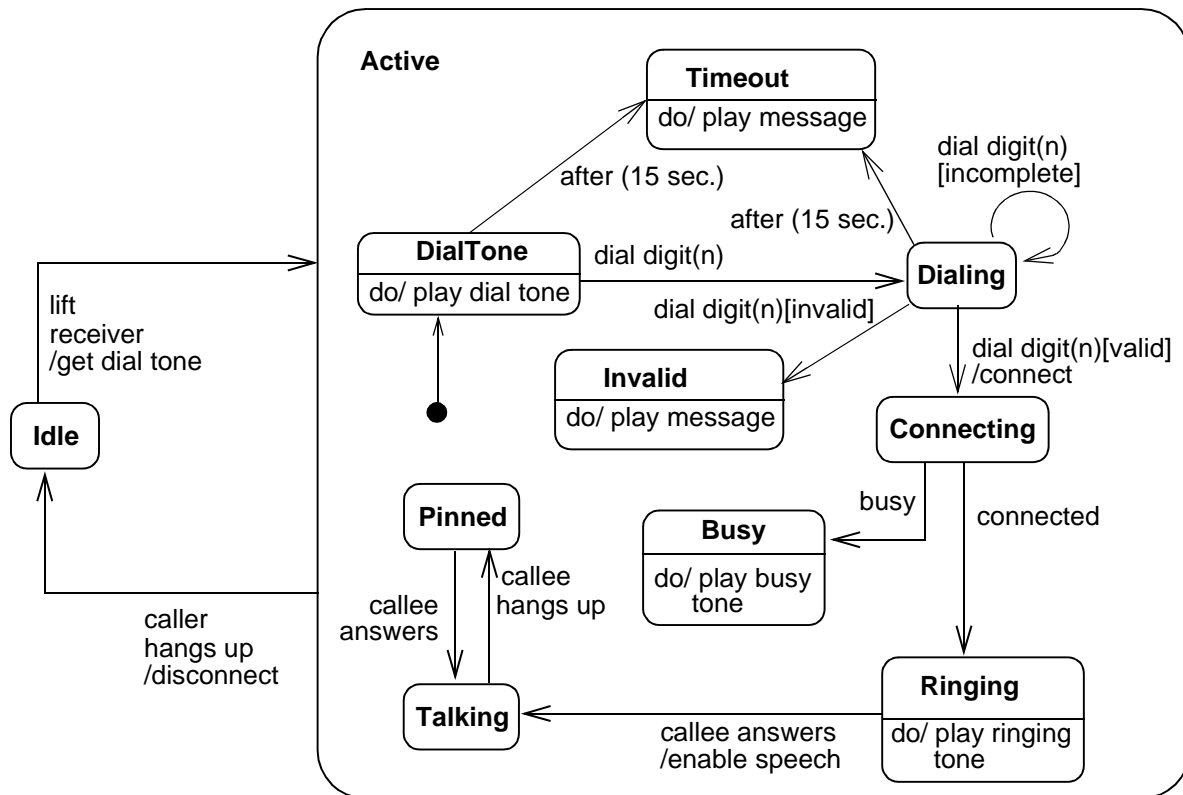 Active
Timeout
do/ play message
dial digit(n)
[incomplete]
after (15 sec.)
after (15 sec.)
DialTone
do/ play dial tone
dial digit(n)
Dialing
lift
receiver
/get dial tone
dial digit(n)[invalid]
dial digit(n)[valid]
/connect
Invalid
do/ play message
Idle
Connecting
Pinned
busy
connected
Busy
do/ play busy
tone
callee
hangs up
callee
answers
caller
hangs up
/disconnect
Talking
Ringing
do/ play ringing
tone
callee answers
/enable speech